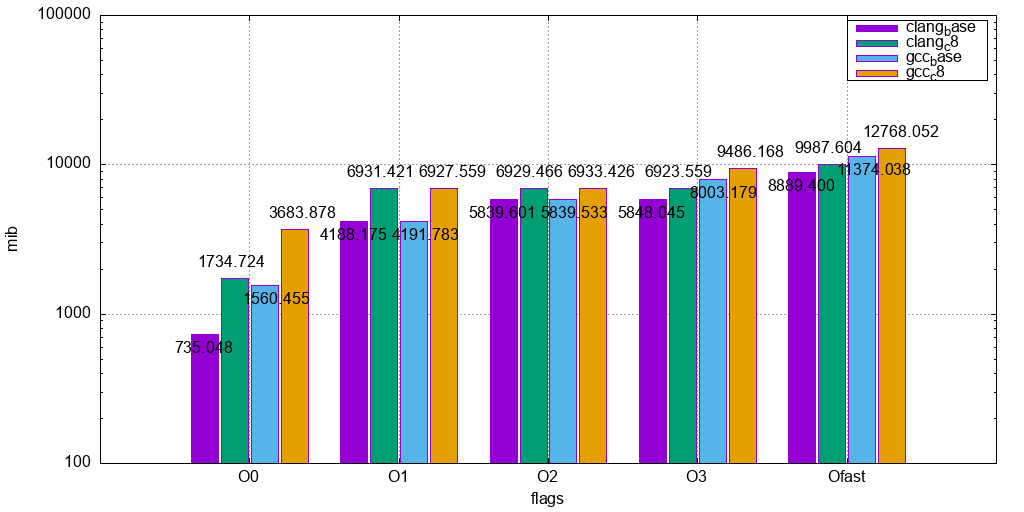 100000
clang_base
clang_c8
gcc_base
gcc_c8
12768.052
9486.168
9987.604
10000
6931.421
6927.559
6929.466
6933.426
6923.559
11374.038
8889.400
8003.179
3683.878
5839.601
5839.533
5848.045
4188.175
4191.783
mib
1734.724
1560.455
1000
735.048
100
O0
O1
O2
O3
Ofast
flags